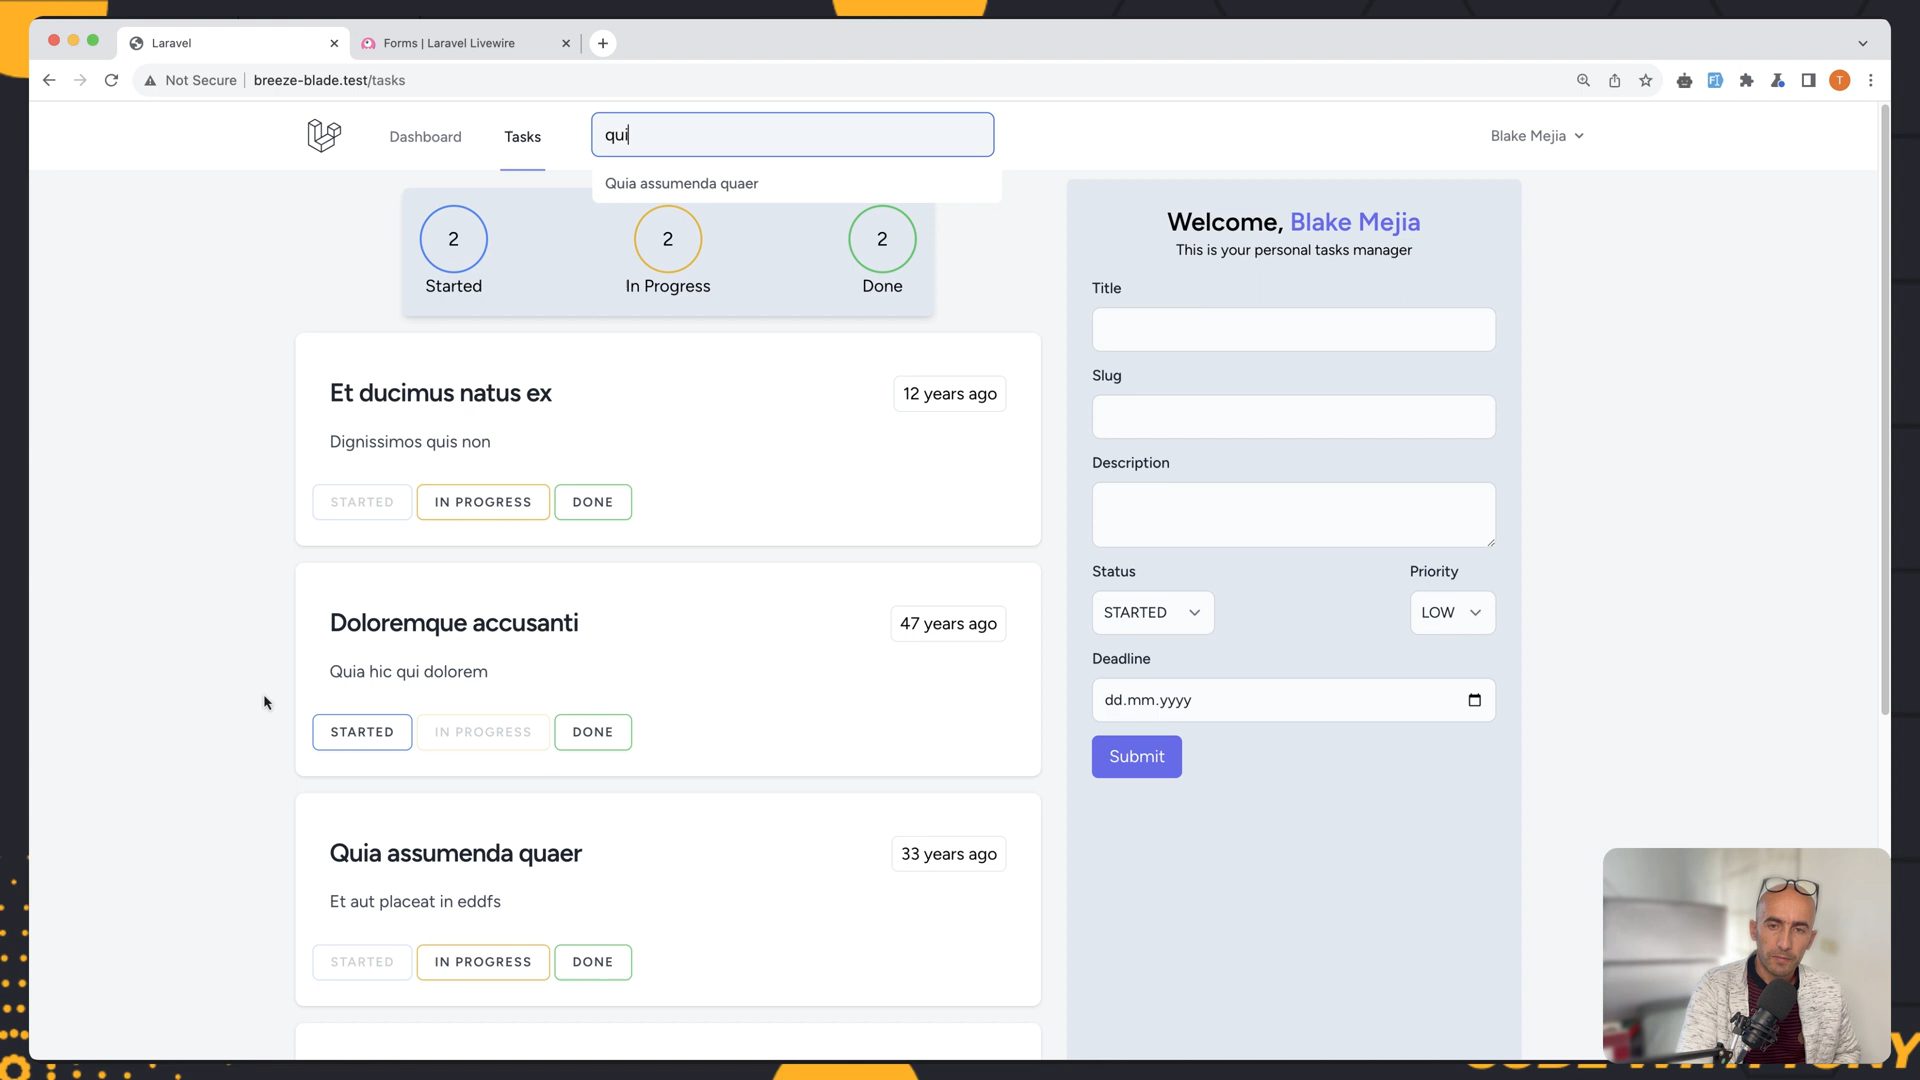 Laravel
Forms | Laravel Livewire
Not Secure
breeze-blade.test/tasks
T
Dashboard
Tasks
qui
Blake Mejia
Quia assumenda quaer
2
2
2
Started
In Progress
Done
Et ducimus natus ex
12 years ago
Dignissimos quis non
STARTED
IN PROGRESS
DONE
Doloremque accusanti
47 years ago
Quia hic qui dolorem
STARTED
IN PROGRESS
DONE
Quia assumenda quaer
33 years ago
Et aut placeat in eddfs
STARTED
IN PROGRESS
DONE
Welcome, Blake Mejia
This is your personal tasks manager
Title
Slug
Description
Status
Priority
STARTED
LOW
Deadline
dd.mm.yyyy
Submit